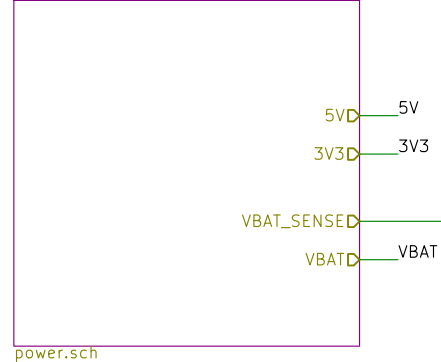 5V 5V
3V3 3V3
VBAT_SENSE
VBAT VBAT
power.sch